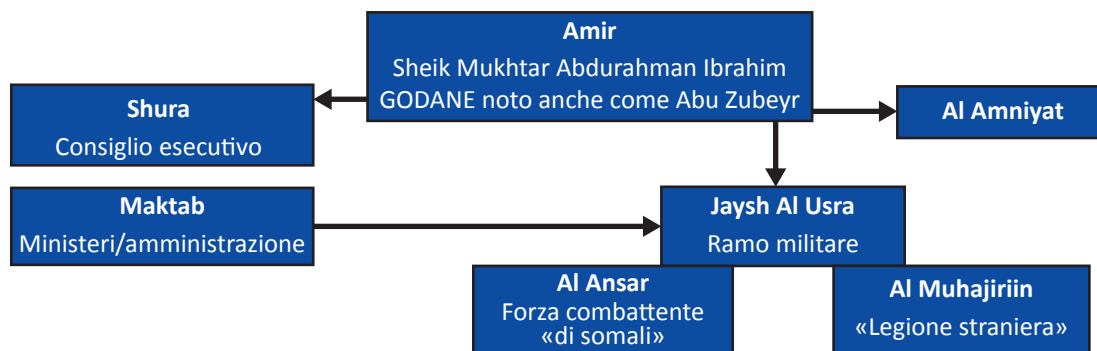 Amir
Sheik Mukhtar Abdurahman Ibrahim
GODANE noto anche come Abu Zubeyr
Shura
Consiglio esecutivo
Al Amniyat
Maktab
Ministeri/amministrazione
Jaysh Al Usra
Ramo militare
Al Ansar
Forza combattente
«di somali»
Al Muhajiriin
«Legione straniera»